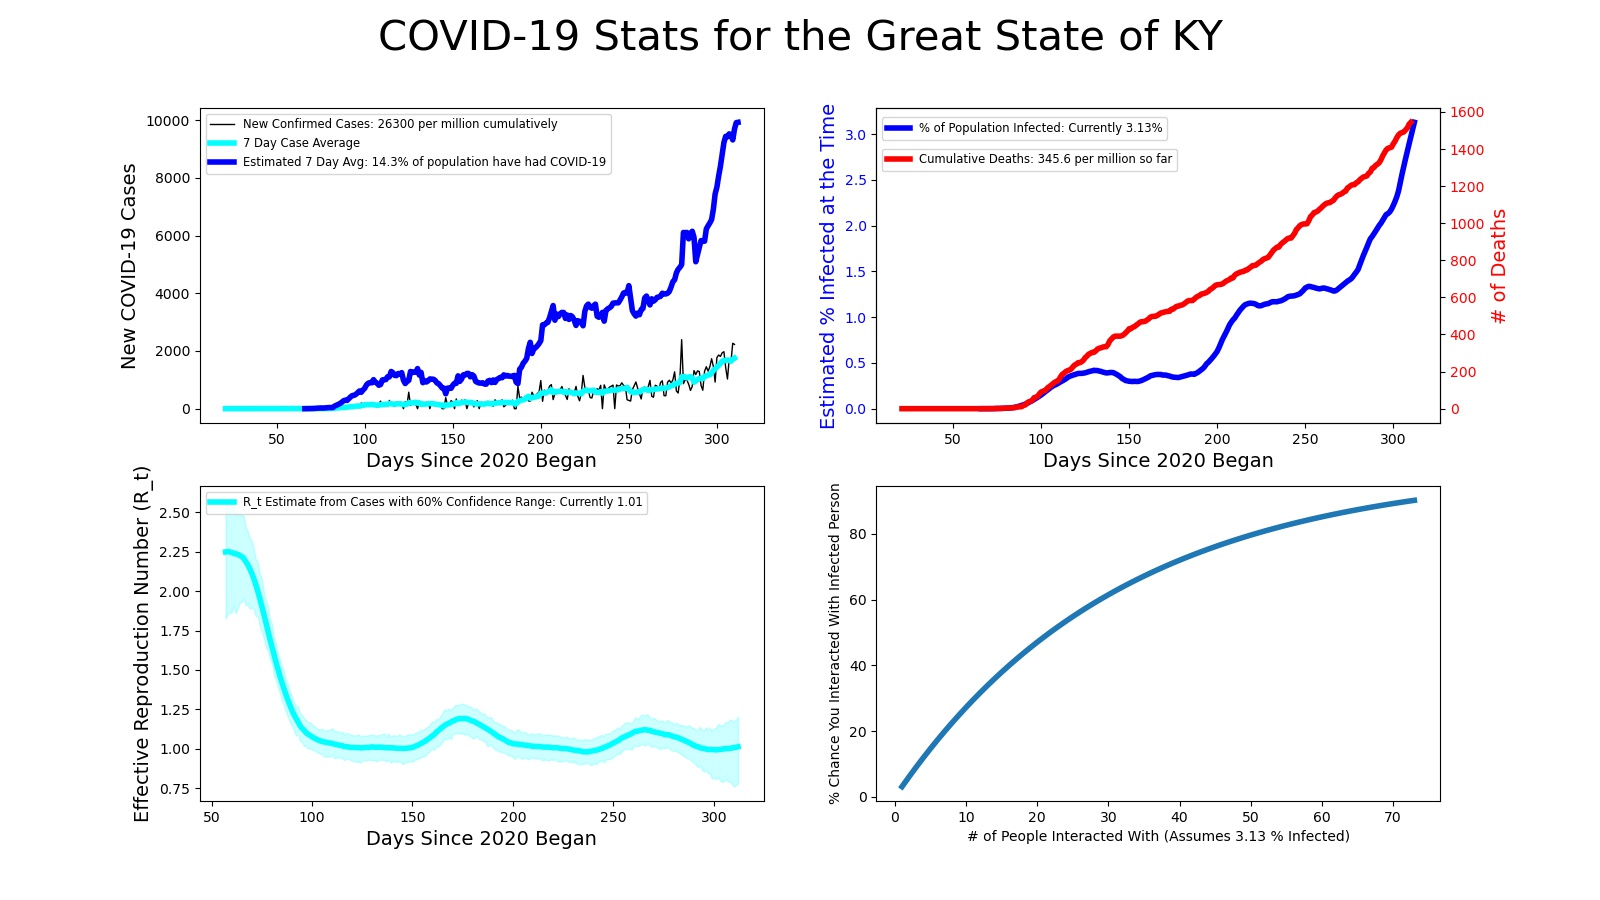 COVID-19 Stats for the Great State of KY
New COVID-19 Cases
10000
8000
6000
4000
2000
0
New Confirmed Cases: 26300 per million cumulatively
7 Day Case Average
Estimated 7 Day Avg: 14.3% of population have had COVID-19
50 100 150 200 250 300
Days Since 2020 Began
Estimated % Infected at the Time
3.0
2.5
2.0
1.5
1.0
0.5
0.0
% of Population Infected: Currently 3.13%
Cumulative Deaths: 345.6 per million so far
1600
1400
1200
1000
800
600
400
200
0
# of Deaths
50 100 150 200 250 300
Days Since 2020 Began
Effective Reproduction Number (R_t)
2.50
2.25
2.00
1.75
1.50
1.25
1.00
0.75
R_t Estimate from Cases with 60% Confidence Range: Currently 1.01
50 100 150 200 250 300
Days Since 2020 Began
% Chance You Interacted With Infected Person
80
60
40
20
0
0 10 20 30 40 50 60 70
# of People Interacted With (Assumes 3.13 % Infected)